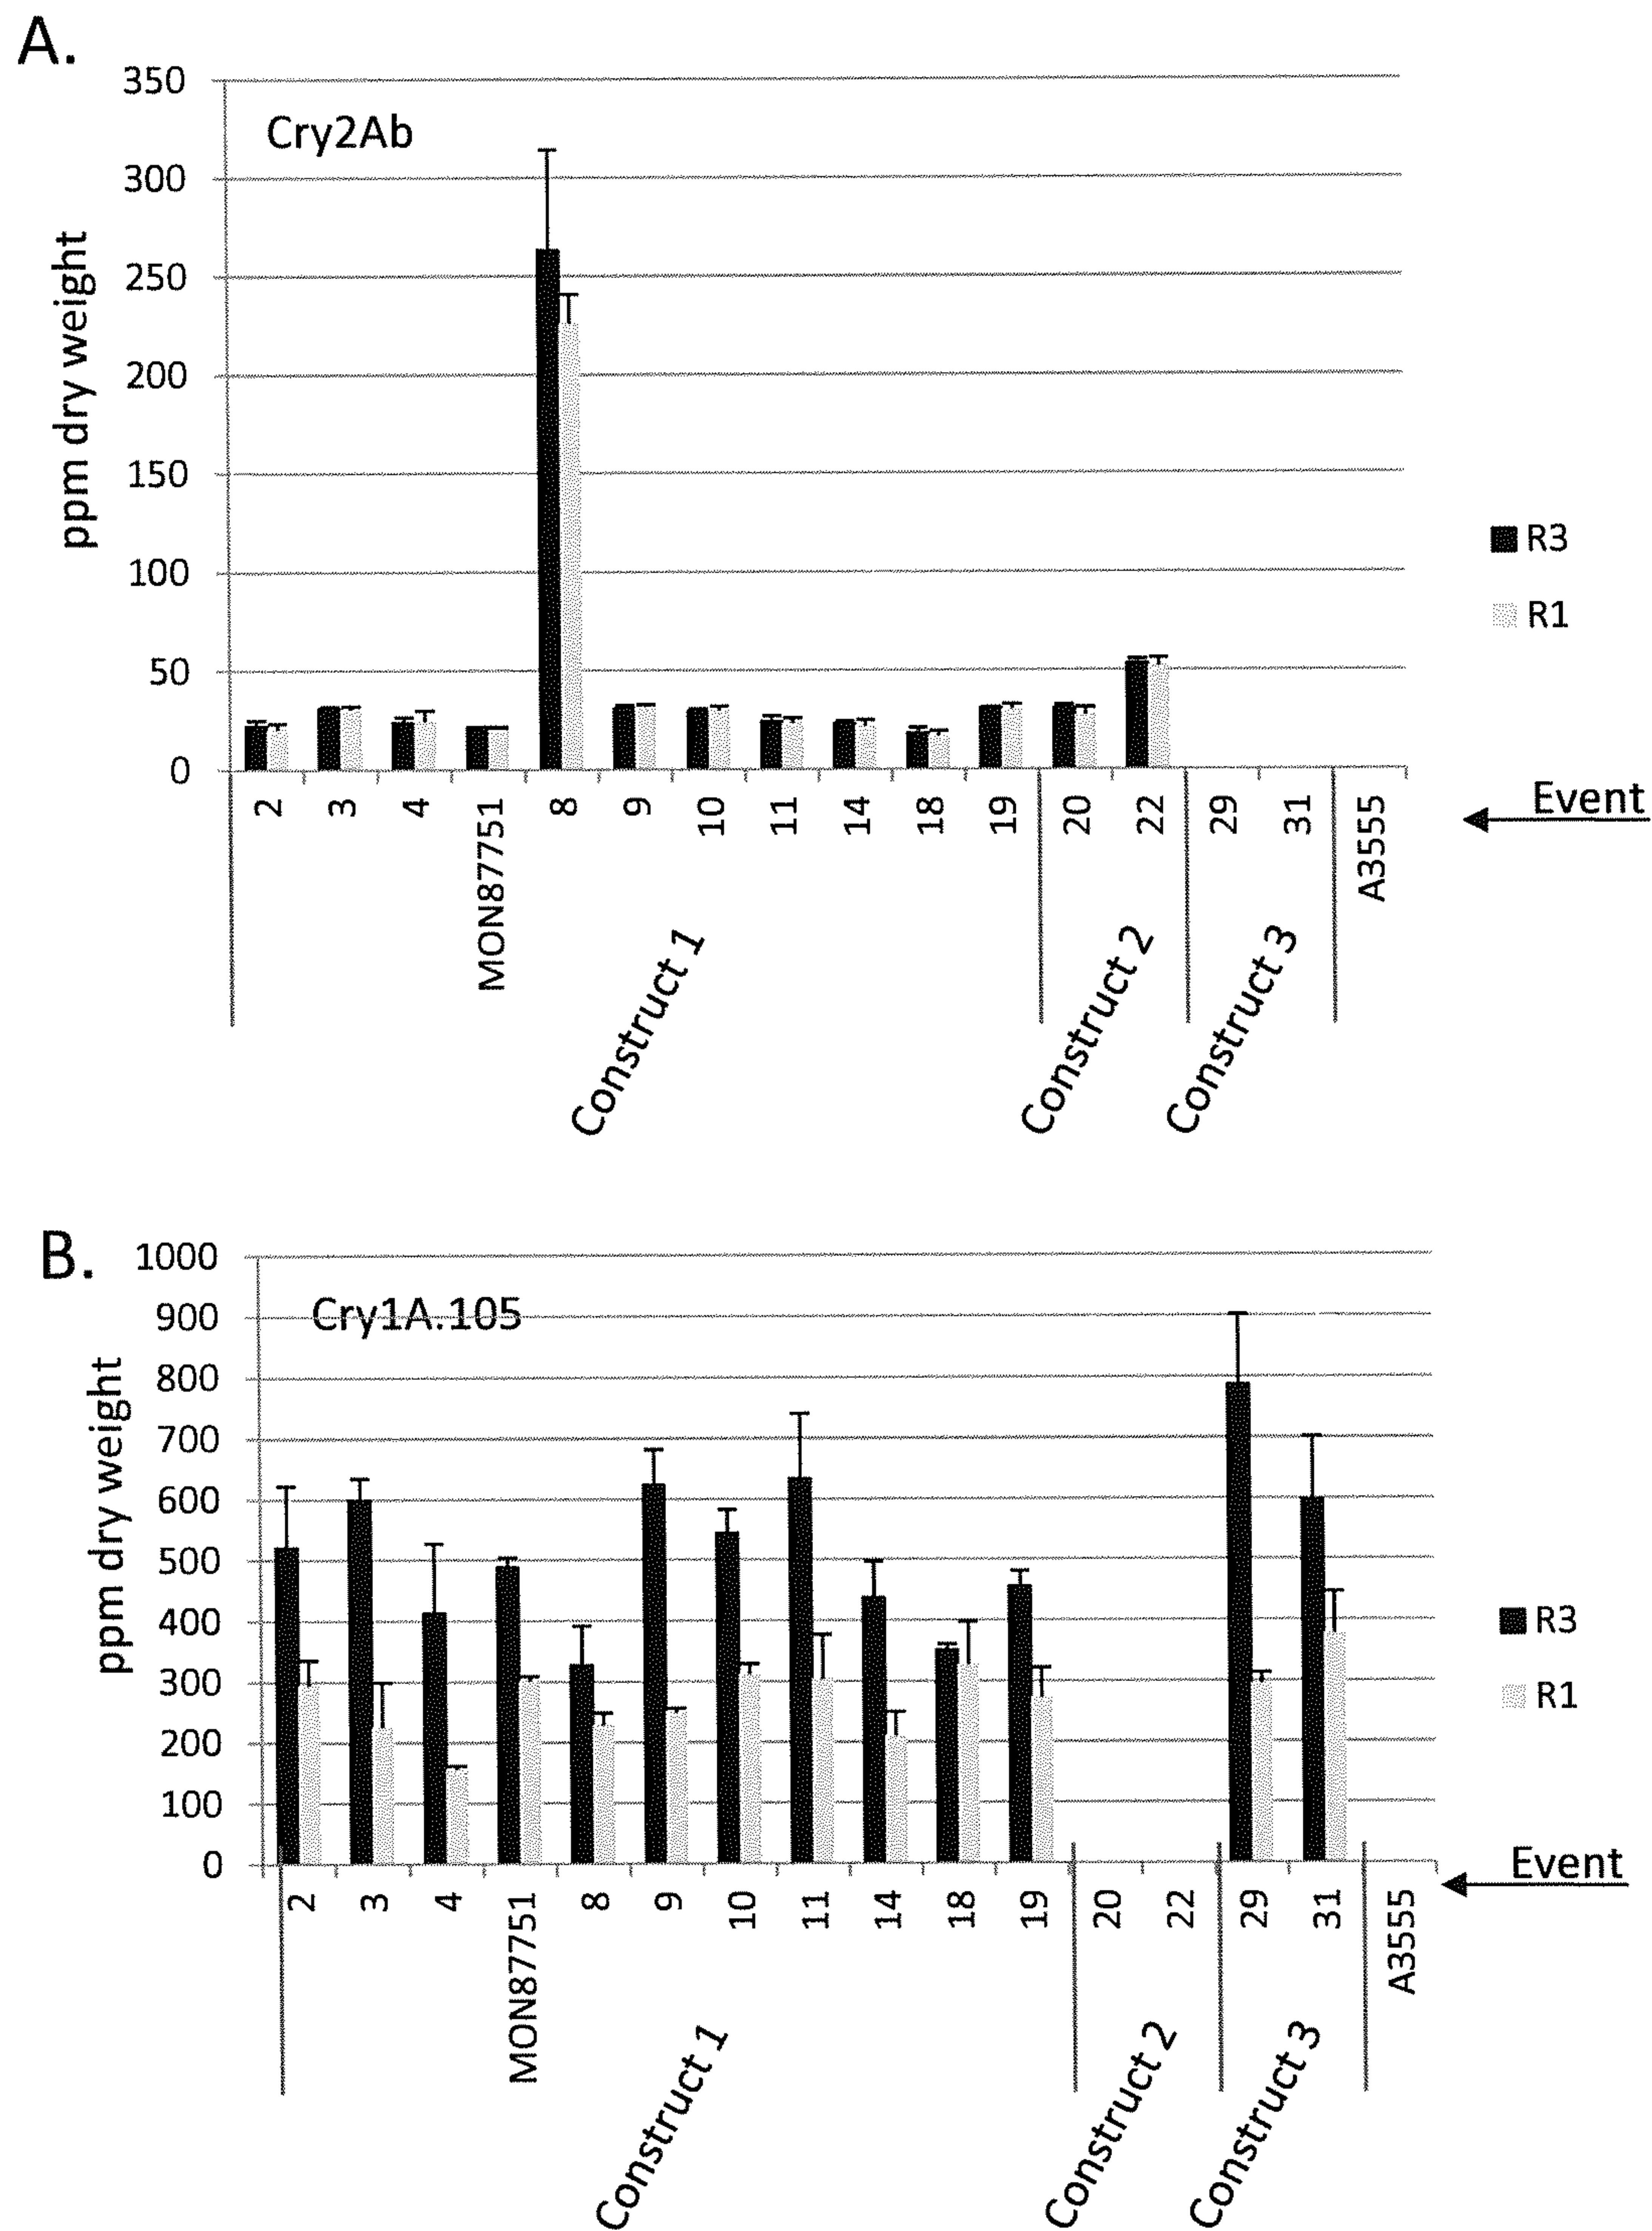 A.
350
Cry2Ab
300
250
200
150
100
50
0
ppm dry weight
R3
R1
2 3 4 MON87751 8 9 10 11 14 18 19 20 22 29 31 A3555
Event
Construct 1 Construct 2 Construct 3
B.
1000
Cry1A.105
900
800
700
600
500
400
300
200
100
0
ppm dry weight
R3
R1
2 3 4 MON87751 8 9 10 11 14 18 19 20 22 29 31 A3555
Event
Construct 1 Construct 2 Construct 3